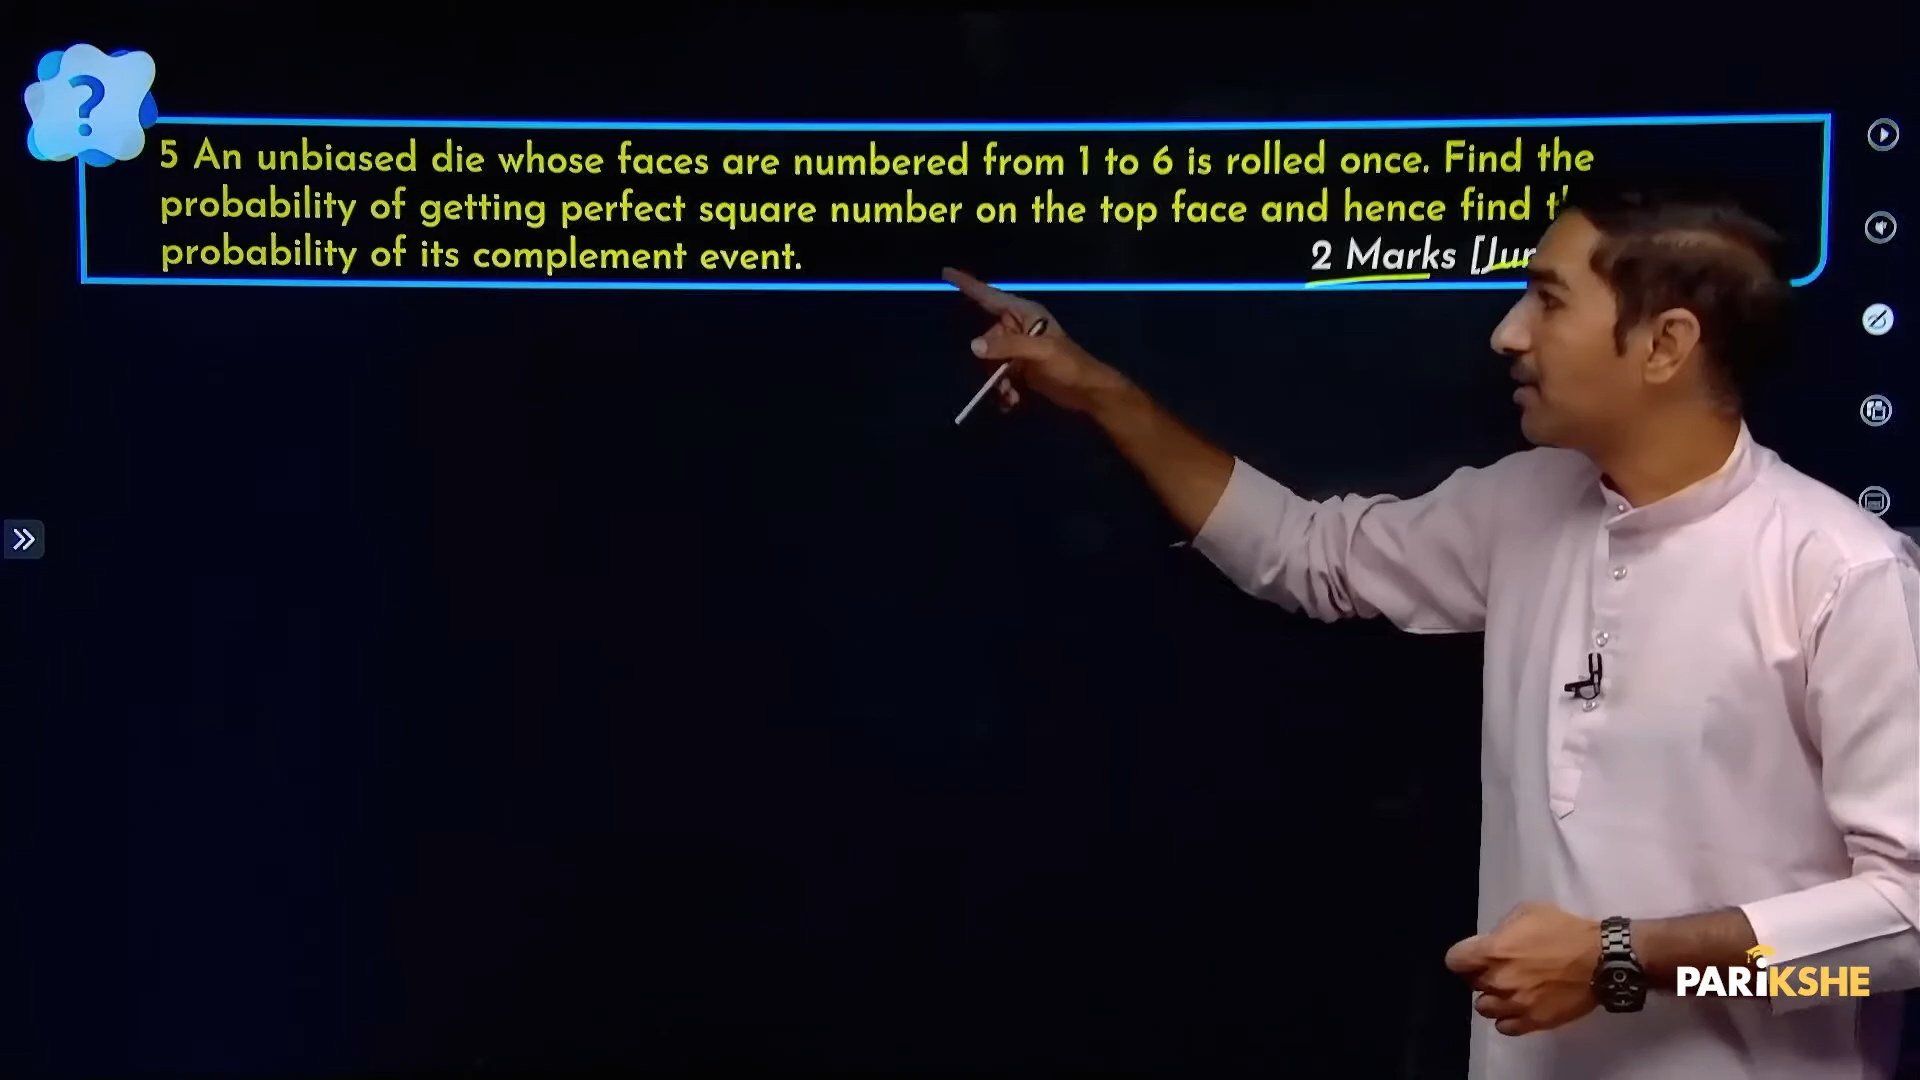 ?
5 An unbiased die whose faces are numbered from 1 to 6 is rolled once. Find the
probability of getting perfect square number on the top face and hence find
probability of its complement event.
2 Marks [Jun
PARiKSHE